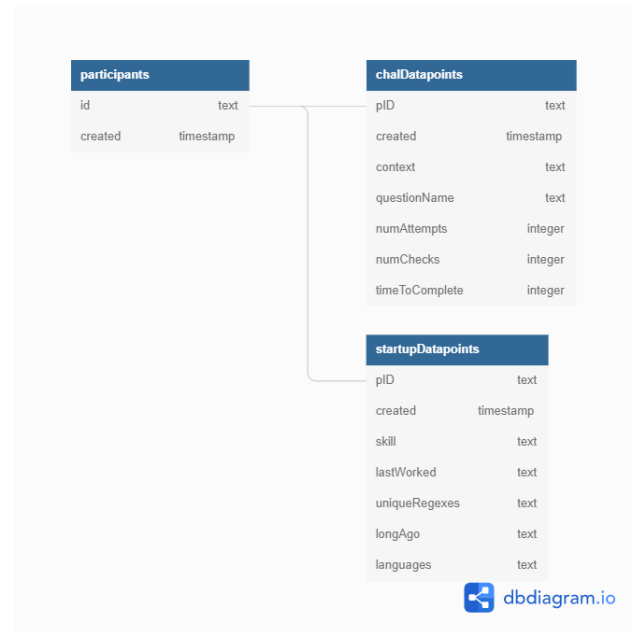 participants
id text
created timestamp
chalDatapoints
pID text
created timestamp
context text
questionName text
numAttempts integer
numChecks integer
timeToComplete integer
startupDatapoints
pID text
created timestamp
skill text
lastWorked text
uniqueRegexes text
longAgo text
languages text
dbdiagram.io